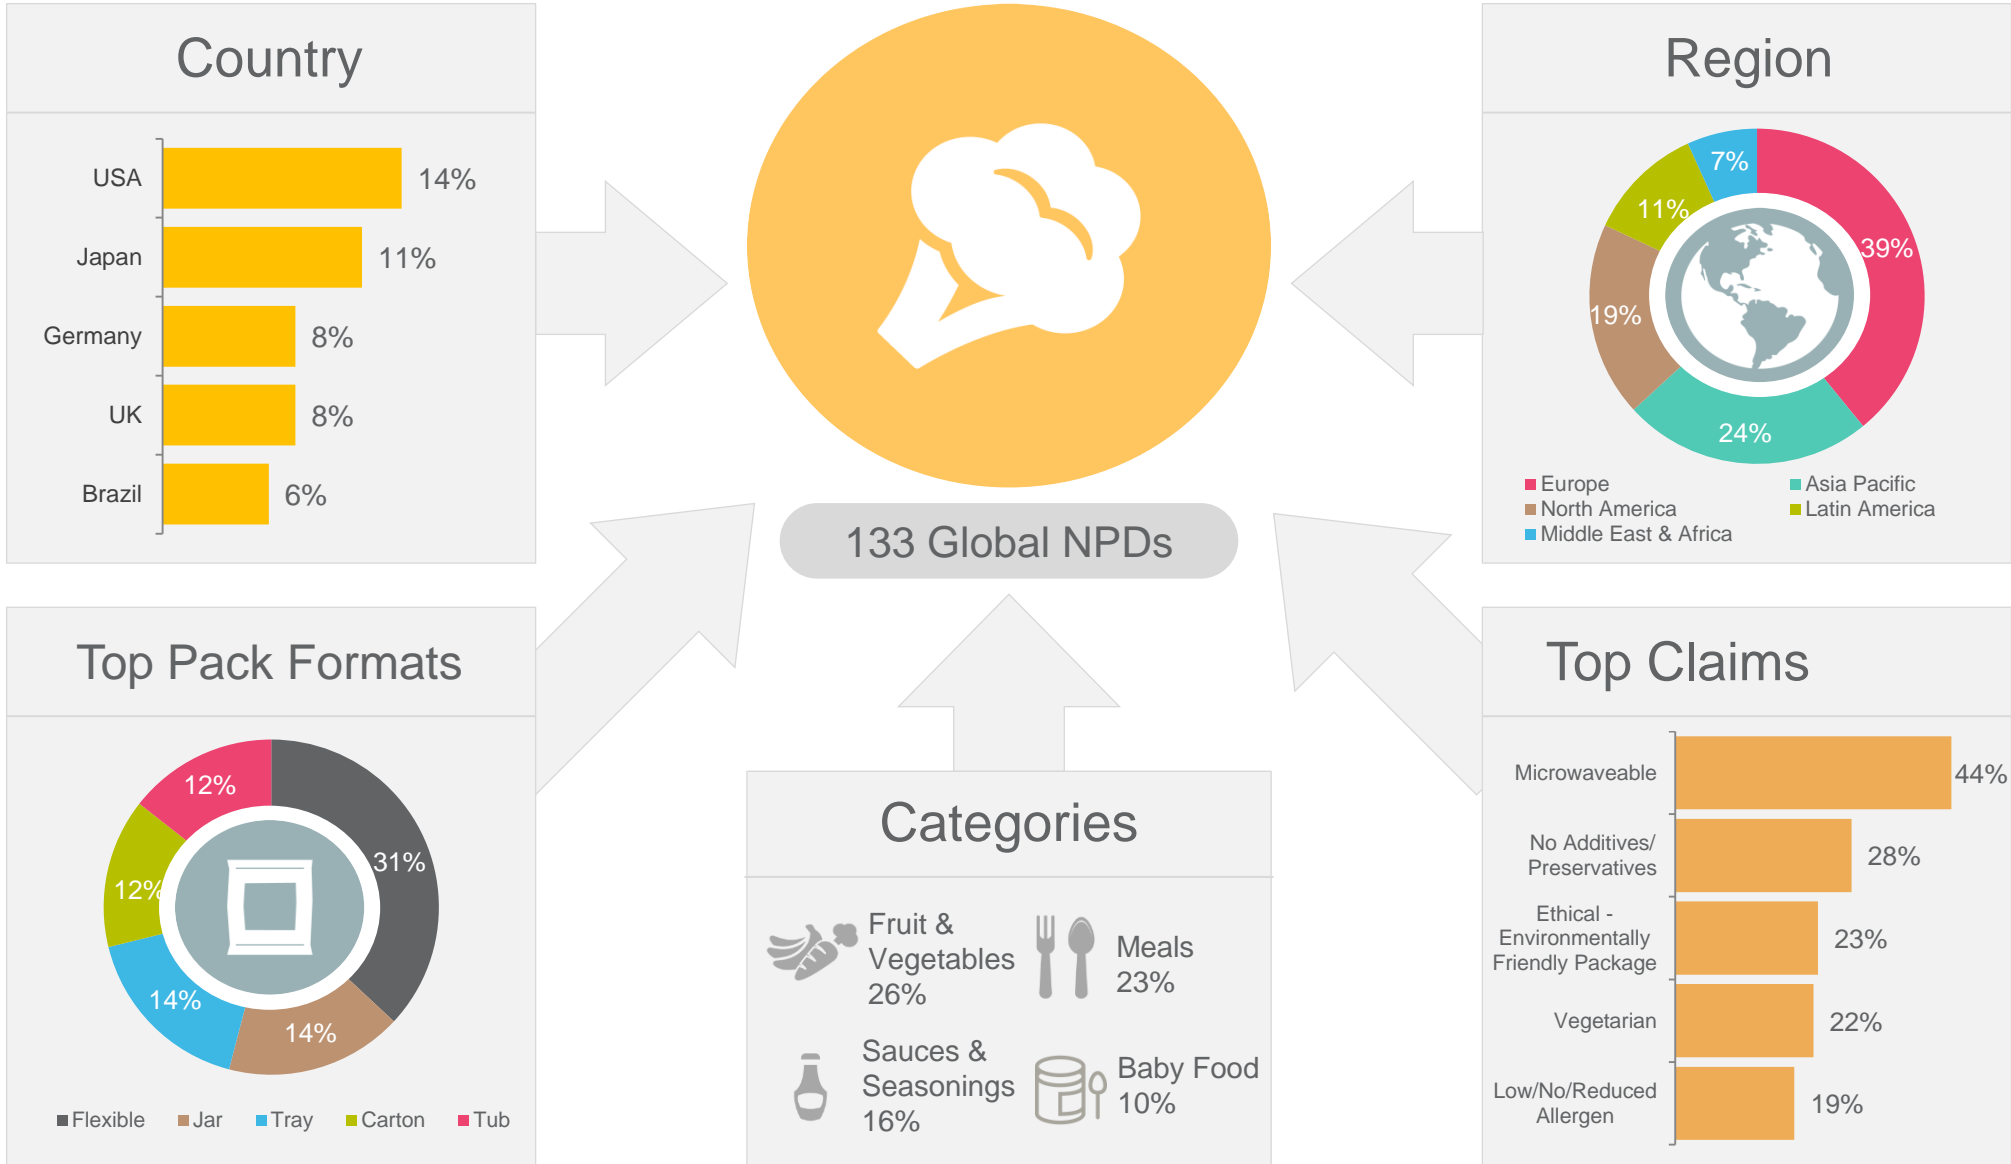 Country
USA
14%
Japan
11%
Germany
8%
UK
8%
Brazil
6%
133 Global NPDs
Region
7%
11%
39%
19%
24%
Europe
Asia Pacific
North America
Latin America
Middle East & Africa
Top Pack Formats
12%
31%
12%
14%
14%
Flexible
Jar
Tray
Carton
Tub
Categories
Fruit &
Vegetables
26%
Meals
23%
Sauces &
Seasonings
16%
Baby Food
10%
Top Claims
Microwaveable
44%
No Additives/
Preservatives
28%
Ethical -
Environmentally
Friendly Package
23%
Vegetarian
22%
Low/No/Reduced
Allergen
19%